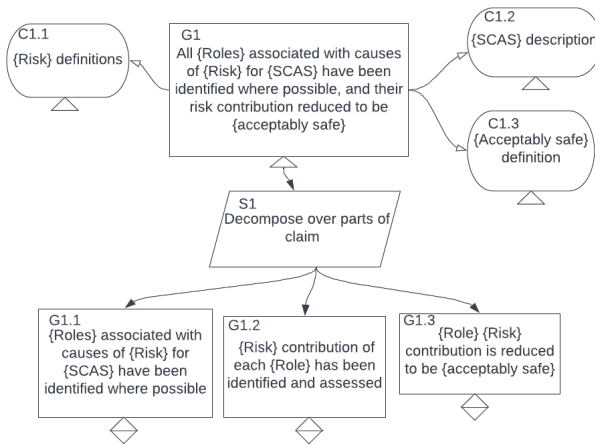 C1.1
{Risk} definitions
G1
All {Roles} associated with causes
of {Risk} for {SCAS} have been
identified where possible, and their
risk contribution reduced to be
{acceptably safe}
C1.2
{SCAS} description
C1.3
{Acceptably safe}
definition
S1
Decompose over parts of
claim
G1.1
{Roles} associated with
causes of {Risk} for
{SCAS} have been
identified where possible
G1.2
{Risk} contribution of
each {Role} has been
identified and assessed
G1.3
{Role} {Risk}
contribution is reduced
to be {acceptably safe}